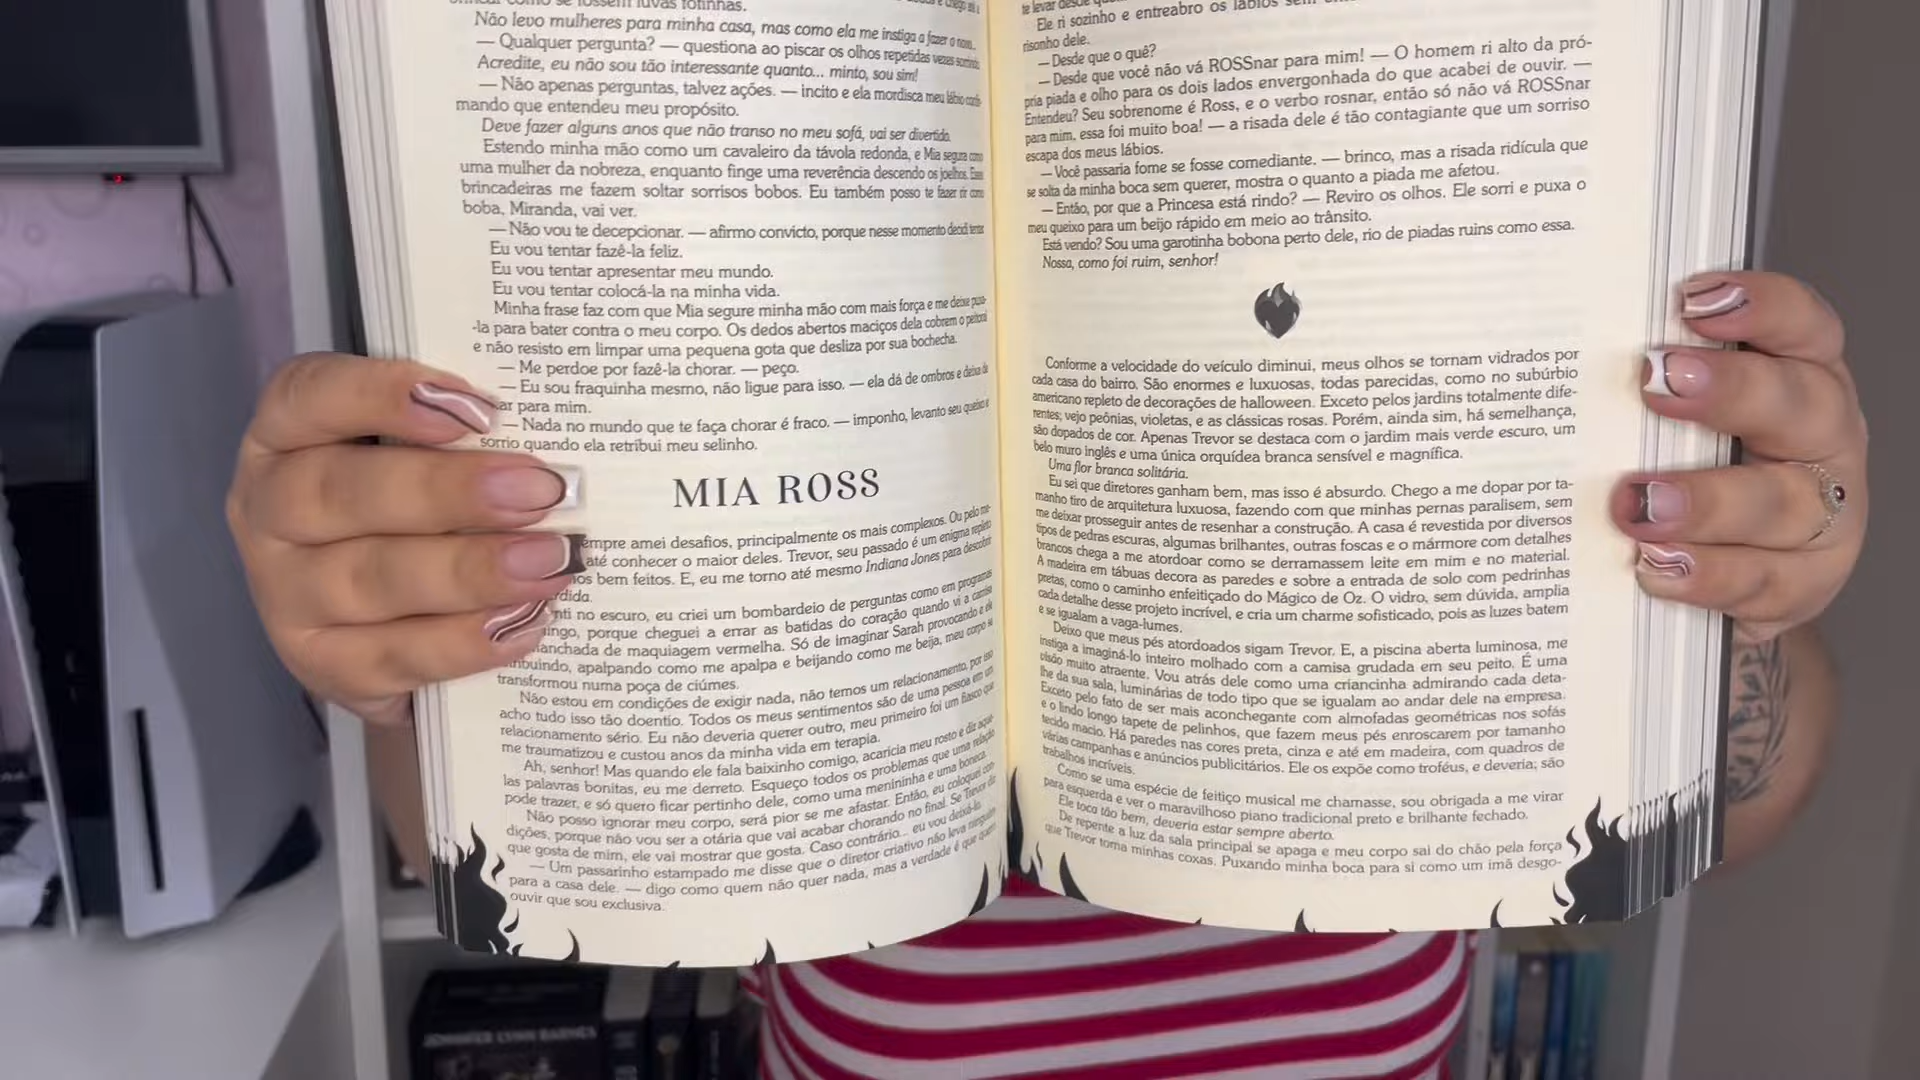 Não levo mulheres para minha casa, mas como ela me instiga a fazer o
— Qualquer pergunta? — questiona ao piscar os olhos repetidas vezes
Acredite, eu não sou tão interessante quanto... minto, sou sim!
— Não apenas perguntas, talvez ações. — incito e ela mordisca meu lábio
mando que entendeu meu propósito.
Deve fazer alguns anos que não transo no meu sofá, vai ser divertida.
Estendo minha mão como um cavaleiro da távola redonda, e Mia segura como
uma mulher da nobreza, enquanto finge uma reverência descendo os joelhos. Essas
brincadeiras me fazem soltar sorrisos bobos. Eu também posso te fazer rir como
boba, Miranda, vai ver.
— Não vou te decepcionar. — afirmo convicto, porque nesse momento decidi
Eu vou tentar fazê-la feliz.
Eu vou tentar apresentar meu mundo.
Eu vou tentar colocá-la na minha vida.
Minha frase faz com que Mia segure minha mão com mais força e me deixe puxá-
-la para bater contra o meu corpo. Os dedos abertos maciços dela cobrem o peitoral
e não resisto em limpar uma pequena gota que desliza por sua bochecha.
— Me perdoe por fazê-la chorar. — peço.
— Eu sou fraquinha mesmo, não ligue para isso. — ela dá de ombros e deixa de
ar para mim.
— Nada no mundo que te faça chorar é fraco. — imponho, levanto seu queixo e
sorrio quando ela retribui meu selinho.
MIA ROSS
empre amei desafios, principalmente os mais complexos. Ou pelo me-
até conhecer o maior deles. Trevor, seu passado é um enigma repleto
os bem feitos. E, eu me torno até mesmo Indiana Jones para descobrir
rdida.
nti no escuro, eu criei um bombardeio de perguntas como em programas
ingo, porque cheguei a errar as batidas do coração quando vi a camisa
manchada de maquiagem vermelha. Só de imaginar Sarah provocando e ele
ribuindo, apalpando como me apalpa e beijando como me beija, meu corpo se
transformou numa poça de ciúmes.
Não estou em condições de exigir nada, não temos um relacionamento, por isso
acho tudo isso tão doentio. Todos os meus sentimentos são de uma pessoa em um
relacionamento sério. Eu não deveria querer outro, meu primeiro foi um fiasco que
me traumatizou e custou anos da minha vida em terapia.
Ah, senhor! Mas quando ele fala baixinho comigo, acaricia meu rosto e diz aque-
las palavras bonitas, eu me derreto. Esqueço todos os problemas que uma relação
pode trazer, e só quero ficar pertinho dele, como uma menininha e uma boneca.
Não posso ignorar meu corpo, será pior se me afastar. Então, eu coloquei con-
dições, porque não vou ser a otária que vai acabar chorando no final. Se Trevor diz
que gosta de mim, ele vai mostrar que gosta. Caso contrário... eu vou deixá-lo.
— Um passarinho estampado me disse que o diretor criativo não leva ninguém
para a casa dele. — digo como quem não quer nada, mas a verdade é que quero
ouvir que sou exclusiva.
Ele ri sozinho e entreabro os lábios sem
risonho dele.
— Desde que o quê?
— Desde que você não vá ROSSnar para mim! — O homem ri alto da pró-
pria piada e olho para os dois lados envergonhada do que acabei de ouvir. —
Entendeu? Seu sobrenome é Ross, e o verbo rosnar, então só não vá ROSSnar
para mim, essa foi muito boa! — a risada dele é tão contagiante que um sorriso
escapa dos meus lábios.
— Você passaria fome se fosse comediante. — brinco, mas a risada ridícula que
se solta da minha boca sem querer, mostra o quanto a piada me afetou.
— Então, por que a Princesa está rindo? — Reviro os olhos. Ele sorri e puxa o
meu queixo para um beijo rápido em meio ao trânsito.
Está vendo? Sou uma garotinha bobona perto dele, rio de piadas ruins como essa.
Nossa, como foi ruim, senhor!
Conforme a velocidade do veículo diminui, meus olhos se tornam vidrados por
cada casa do bairro. São enormes e luxuosas, todas parecidas, como no subúrbio
americano repleto de decorações de halloween. Exceto pelos jardins totalmente dife-
rentes; vejo peônias, violetas, e as clássicas rosas. Porém, ainda sim, há semelhança,
são dopados de cor. Apenas Trevor se destaca com o jardim mais verde escuro, um
belo muro inglês e uma única orquídea branca sensível e magnífica.
Uma flor branca solitária.
Eu sei que diretores ganham bem, mas isso é absurdo. Chego a me dopar por ta-
manho tiro de arquitetura luxuosa, fazendo com que minhas pernas paralisem, sem
me deixar prosseguir antes de resenhar a construção. A casa é revestida por diversos
tipos de pedras escuras, algumas brilhantes, outras foscas e o mármore com detalhes
brancos chega a me atordoar como se derramassem leite em mim e no material.
A madeira em tábuas decora as paredes e sobre a entrada de solo com pedrinhas
pretas, como o caminho enfeitiçado do Mágico de Oz. O vidro, sem dúvida, amplia
cada detalhe desse projeto incrível, e cria um charme sofisticado, pois as luzes batem
e se igualam a vaga-lumes.
Deixo que meus pés atordoados sigam Trevor. E, a piscina aberta luminosa, me
instiga a imaginá-lo inteiro molhado com a camisa grudada em seu peito. É uma
visão muito atraente. Vou atrás dele como uma criancinha admirando cada deta-
lhe da sua sala, luminárias de todo tipo que se igualam ao andar dele na empresa.
Exceto pelo fato de ser mais aconchegante com almofadas geométricas nos sofás
e o lindo longo tapete de pelinhos, que fazem meus pés enroscarem por tamanho
tecido macio. Há paredes nas cores preta, cinza e até em madeira, com quadros de
várias campanhas e anúncios publicitários. Ele os expõe como troféus, e deveria; são
trabalhos incríveis.
Como se uma espécie de feitiço musical me chamasse, sou obrigada a me virar
para esquerda e ver o maravilhoso piano tradicional preto e brilhante fechado.
Ele toca tão bem, deveria estar sempre aberto.
De repente a luz da sala principal se apaga e meu corpo sai do chão pela força
que Trevor toma minhas coxas. Puxando minha boca para si como um imã desgo-
JENNIFER LYNN BARNES